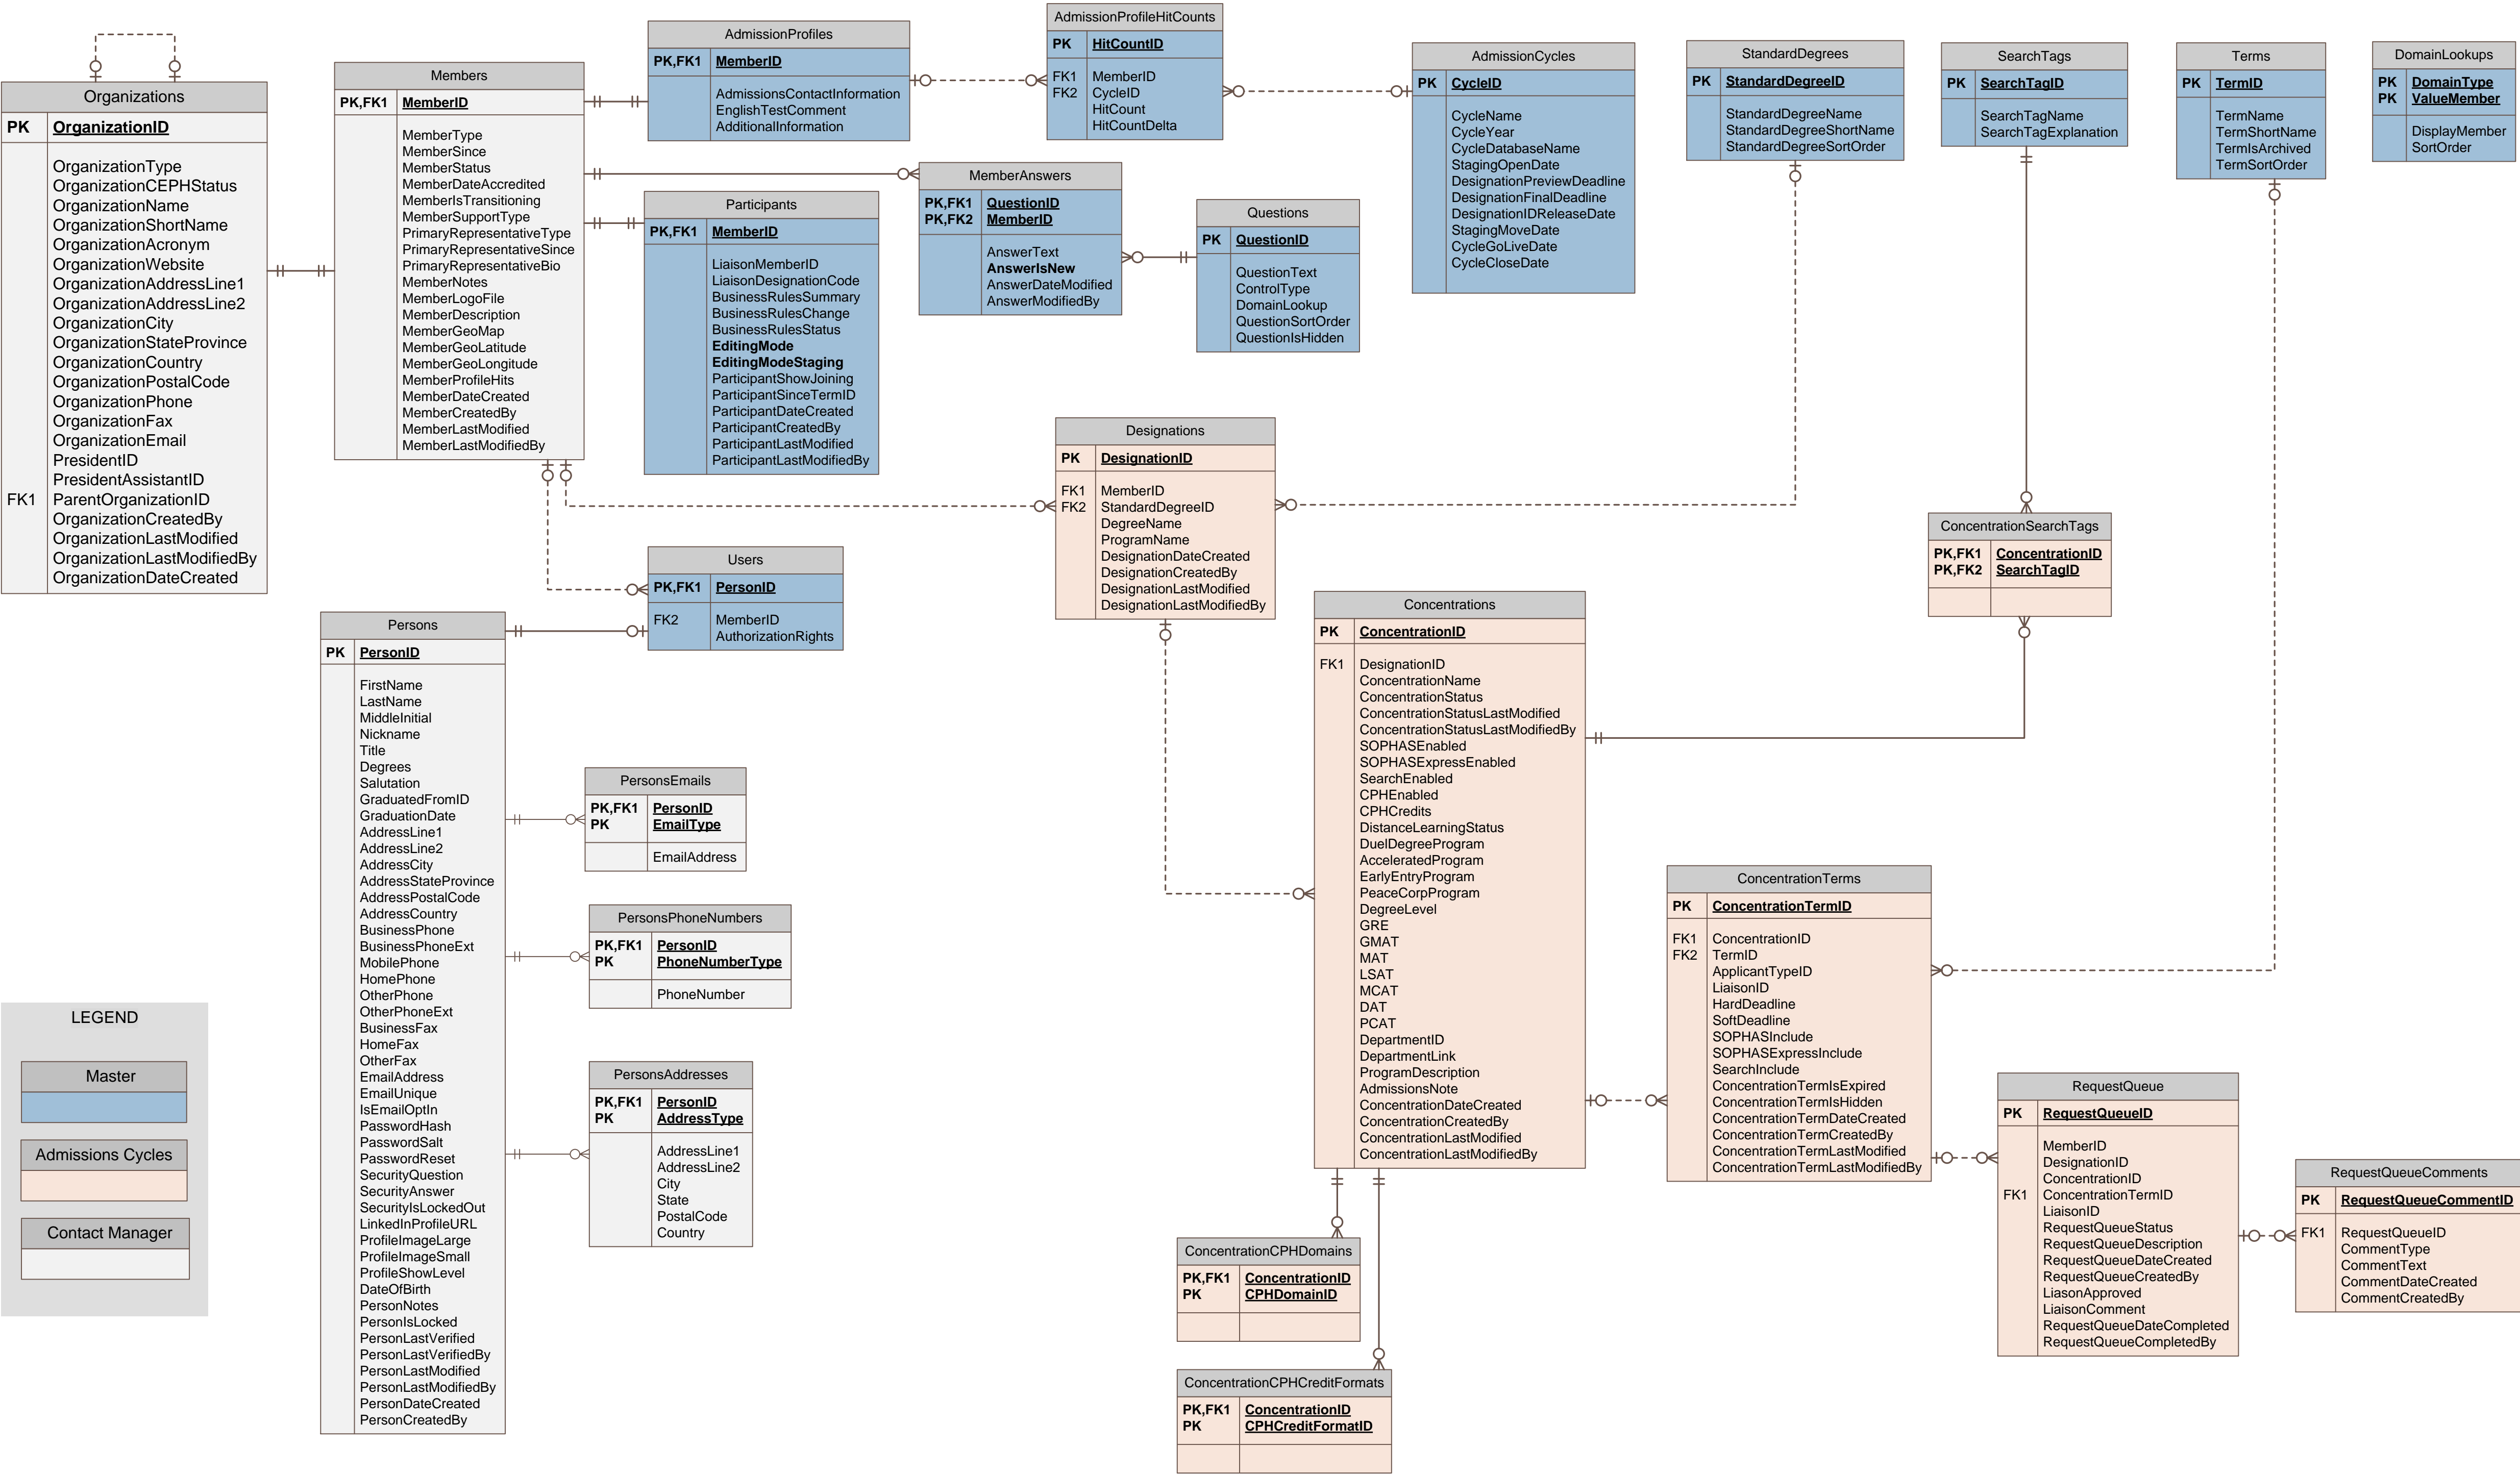 Organizations
PK OrganizationID
OrganizationType
OrganizationCEPHStatus
OrganizationName
OrganizationShortName
OrganizationAcronym
OrganizationWebsite
OrganizationAddressLine1
OrganizationAddressLine2
OrganizationCity
OrganizationStateProvince
OrganizationCountry
OrganizationPostalCode
OrganizationPhone
OrganizationFax
OrganizationEmail
PresidentID
PresidentAssistantID
FK1 ParentOrganizationID
OrganizationCreatedBy
OrganizationLastModified
OrganizationLastModifiedBy
OrganizationDateCreated
Members
PK,FK1 MemberID
MemberType
MemberSince
MemberStatus
MemberDateAccredited
MemberIsTransitioning
MemberSupportType
PrimaryRepresentativeType
PrimaryRepresentativeSince
PrimaryRepresentativeBio
MemberNotes
MemberLogoFile
MemberDescription
MemberGeoMap
MemberGeoLatitude
MemberGeoLongitude
MemberProfileHits
MemberDateCreated
MemberCreatedBy
MemberLastModified
MemberLastModifiedBy
AdmissionProfiles
PK,FK1 MemberID
AdmissionsContactInformation
EnglishTestComment
AdditionalInformation
AdmissionProfileHitCounts
PK HitCountID
FK1 MemberID
FK2 CycleID
HitCount
HitCountDelta
AdmissionCycles
PK CycleID
CycleName
CycleYear
CycleDatabaseName
StagingOpenDate
DesignationPreviewDeadline
DesignationFinalDeadline
DesignationIDReleaseDate
StagingMoveDate
CycleGoLiveDate
CycleCloseDate
StandardDegrees
PK StandardDegreeID
StandardDegreeName
StandardDegreeShortName
StandardDegreeSortOrder
SearchTags
PK SearchTagID
SearchTagName
SearchTagExplanation
Terms
PK TermID
TermName
TermShortName
TermIsArchived
TermSortOrder
DomainLookups
PK DomainType
PK ValueMember
DisplayMember
SortOrder
Participants
PK,FK1 MemberID
LiaisonMemberID
LiaisonDesignationCode
BusinessRulesSummary
BusinessRulesChange
BusinessRulesStatus
EditingMode
EditingModeStaging
ParticipantShowJoining
ParticipantSinceTermID
ParticipantDateCreated
ParticipantCreatedBy
ParticipantLastModified
ParticipantLastModifiedBy
MemberAnswers
PK,FK1 QuestionID
PK,FK2 MemberID
AnswerText
AnswerIsNew
AnswerDateModified
AnswerModifiedBy
Questions
PK QuestionID
QuestionText
ControlType
DomainLookup
QuestionSortOrder
QuestionIsHidden
Designations
PK DesignationID
FK1 MemberID
FK2 StandardDegreeID
DegreeName
ProgramName
DesignationDateCreated
DesignationCreatedBy
DesignationLastModified
DesignationLastModifiedBy
Users
PK,FK1 PersonID
FK2 MemberID
AuthorizationRights
ConcentrationSearchTags
PK,FK1 ConcentrationID
PK,FK2 SearchTagID
Persons
PK PersonID
FirstName
LastName
MiddleInitial
Nickname
Title
Degrees
Salutation
GraduatedFromID
GraduationDate
AddressLine1
AddressLine2
AddressCity
AddressStateProvince
AddressPostalCode
AddressCountry
BusinessPhone
BusinessPhoneExt
MobilePhone
HomePhone
OtherPhone
OtherPhoneExt
BusinessFax
HomeFax
OtherFax
EmailAddress
EmailUnique
IsEmailOptIn
PasswordHash
PasswordSalt
PasswordReset
SecurityQuestion
SecurityAnswer
SecurityIsLockedOut
LinkedInProfileURL
ProfileImageLarge
ProfileImageSmall
ProfileShowLevel
DateOfBirth
PersonNotes
PersonIsLocked
PersonLastVerified
PersonLastVerifiedBy
PersonLastModified
PersonLastModifiedBy
PersonDateCreated
PersonCreatedBy
PersonsEmails
PK,FK1 PersonID
PK EmailType
EmailAddress
PersonsPhoneNumbers
PK,FK1 PersonID
PK PhoneNumberType
PhoneNumber
PersonsAddresses
PK,FK1 PersonID
PK AddressType
AddressLine1
AddressLine2
City
State
PostalCode
Country
Concentrations
PK ConcentrationID
FK1 DesignationID
ConcentrationName
ConcentrationStatus
ConcentrationStatusLastModified
ConcentrationStatusLastModifiedBy
SOPHASEnabled
SOPHASExpressEnabled
SearchEnabled
CPHEnabled
CPHCredits
DistanceLearningStatus
DuelDegreeProgram
AcceleratedProgram
EarlyEntryProgram
PeaceCorpProgram
DegreeLevel
GRE
GMAT
MAT
LSAT
MCAT
DAT
PCAT
DepartmentID
DepartmentLink
ProgramDescription
AdmissionsNote
ConcentrationDateCreated
ConcentrationCreatedBy
ConcentrationLastModified
ConcentrationLastModifiedBy
ConcentrationTerms
PK ConcentrationTermID
FK1 ConcentrationID
FK2 TermID
ApplicantTypeID
LiaisonID
HardDeadline
SoftDeadline
SOPHASInclude
SOPHASExpressInclude
SearchInclude
ConcentrationTermIsExpired
ConcentrationTermIsHidden
ConcentrationTermDateCreated
ConcentrationTermCreatedBy
ConcentrationTermLastModified
ConcentrationTermLastModifiedBy
RequestQueue
PK RequestQueueID
MemberID
DesignationID
ConcentrationID
FK1 ConcentrationTermID
LiaisonID
RequestQueueStatus
RequestQueueDescription
RequestQueueDateCreated
RequestQueueCreatedBy
LiasonApproved
LiaisonComment
RequestQueueDateCompleted
RequestQueueCompletedBy
RequestQueueComments
PK RequestQueueCommentID
FK1 RequestQueueID
CommentType
CommentText
CommentDateCreated
CommentCreatedBy
ConcentrationCPHDomains
PK,FK1 ConcentrationID
PK CPHDomainID
ConcentrationCPHCreditFormats
PK,FK1 ConcentrationID
PK CPHCreditFormatID
LEGEND
Master
Admissions Cycles
Contact Manager